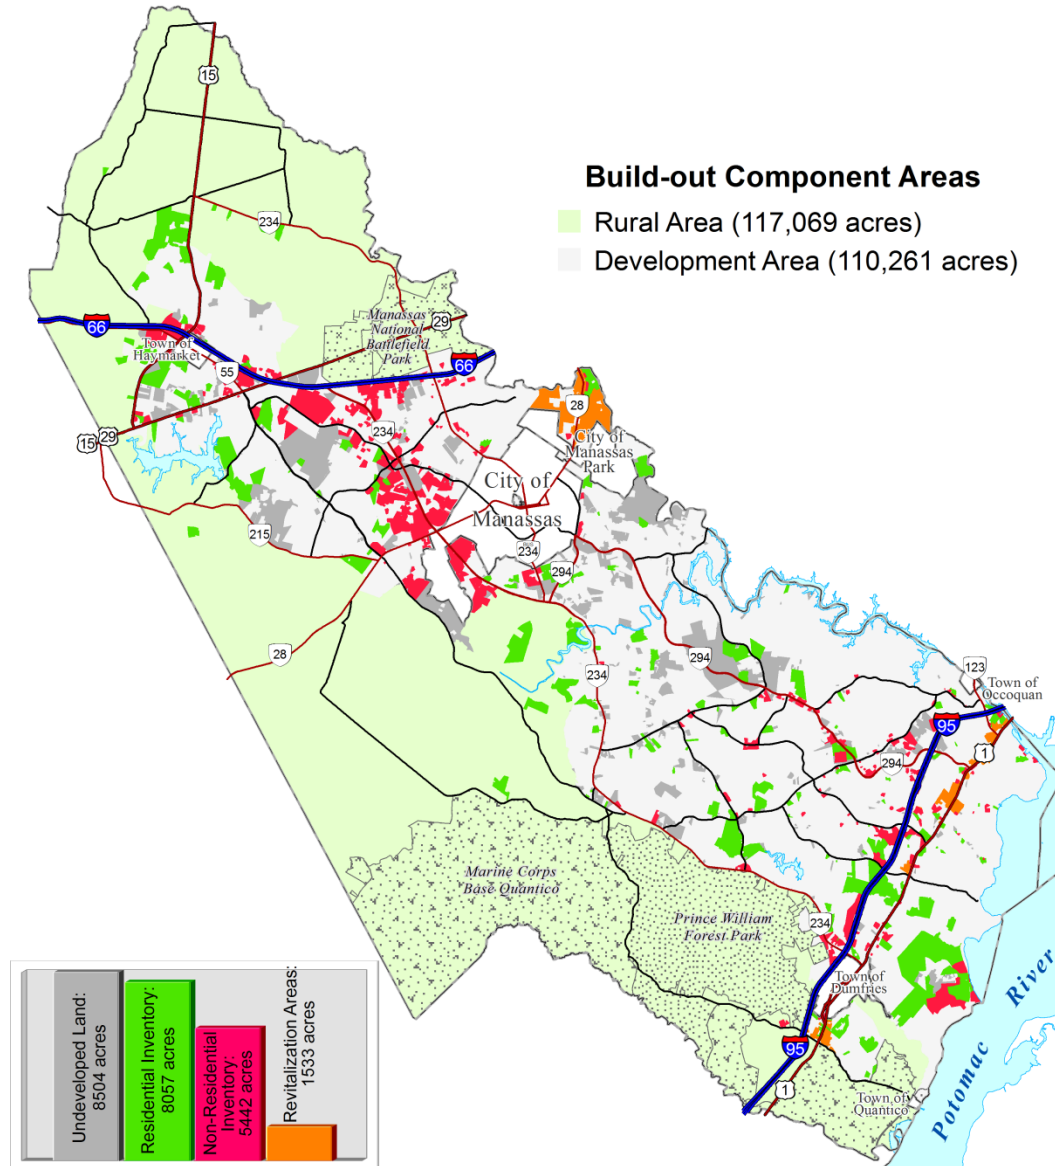 15
Build-out Component Areas
Rural Area (117,069 acres)
Development Area (110,261 acres)
234
Manassas
National
Battlefield
Park
29
66
Town of
Haymarket
66
55
28
234
City of
Manassas
Park
15
29
City of
Manassas
215
234
294
28
234
294
123
Town of
Occoquan
95
1
294
Marine Corps
Base Quantico
Prince William
Forest Park
234
Town of
Dumfries
95
1
Town of
Quantico
Potomac River
Undeveloped Land:
8504 acres
Residential Inventory:
8057 acres
Non-Residential
Inventory:
5442 acres
Revitalization Areas:
1533 acres